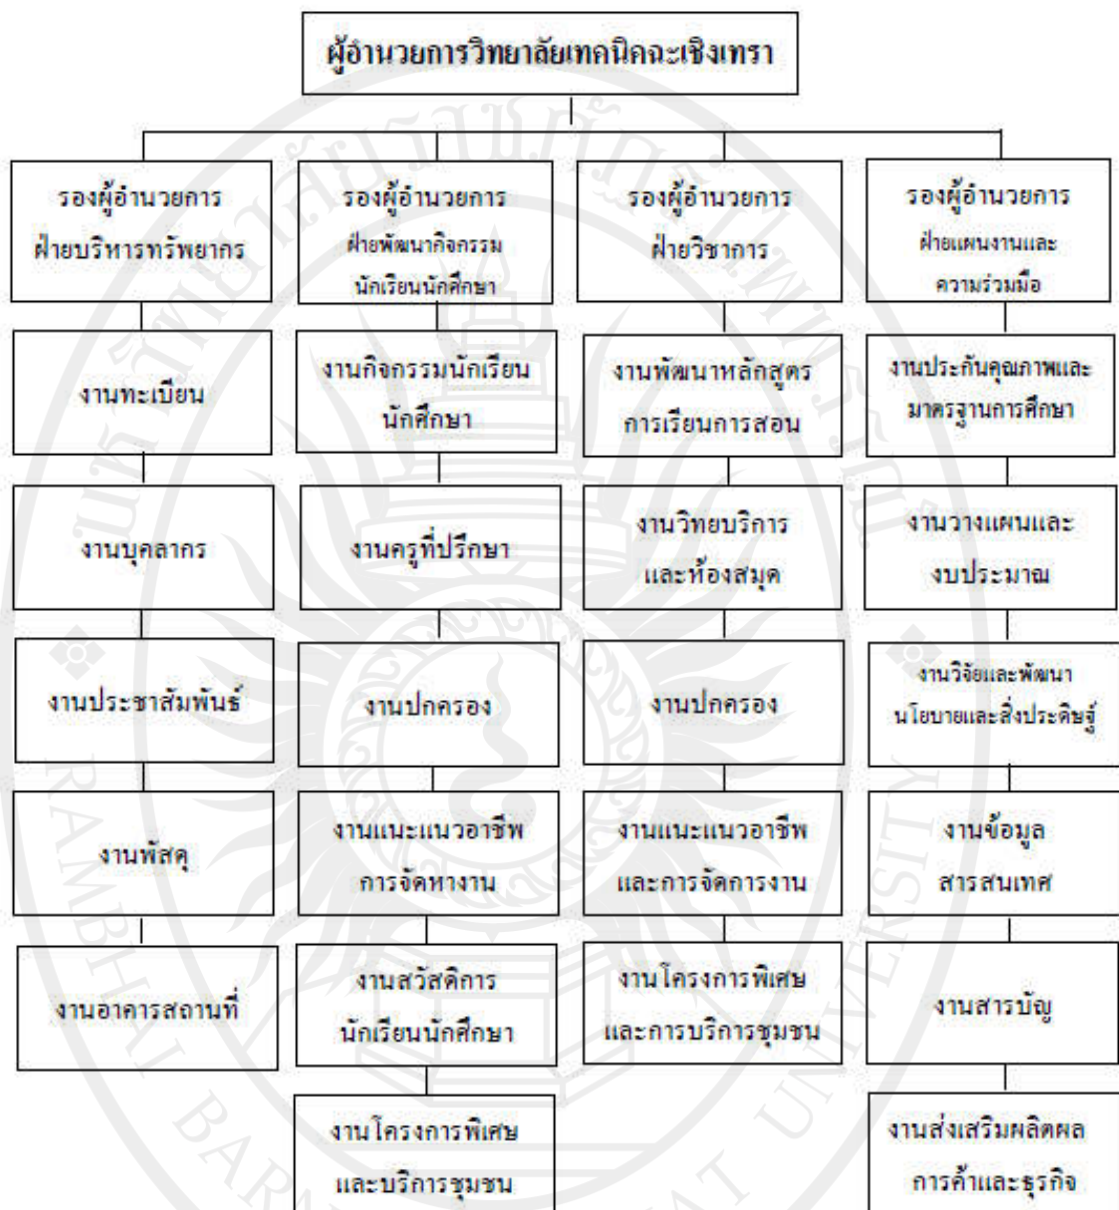 ผู้อำนวยการวิทยาลัยเทคนิคฉะเชิงเทรา
รองผู้อำนวยการ
ฝ่ายบริหารทรัพยากร
งานทะเบียน
งานบุคลากร
งานประชาสัมพันธ์
งานพัสดุ
งานอาคารสถานที่
รองผู้อำนวยการ
ฝ่ายพัฒนากิจกรรม
นักเรียนนักศึกษา
งานกิจกรรมนักเรียน
นักศึกษา
งานครูที่ปรึกษา
งานปกครอง
งานแนะแนวอาชีพ
การจัดหางาน
งานสวัสดิการ
นักเรียนนักศึกษา
งานโครงการพิเศษ
และบริการชุมชน
รองผู้อำนวยการ
ฝ่ายวิชาการ
งานพัฒนาหลักสูตร
การเรียนการสอน
งานวิทยบริการ
และห้องสมุด
งานปกครอง
งานแนะแนวอาชีพ
และการจัดการงาน
งานโครงการพิเศษ
และการบริการชุมชน
รองผู้อำนวยการ
ฝ่ายแผนงานและ
ความร่วมมือ
งานประกันคุณภาพและ
มาตรฐานการศึกษา
งานวางแผนและ
งบประมาณ
งานวิจัยและพัฒนา
นโยบายและสิ่งประดิษฐ์
งานข้อมูล
สารสนเทศ
งานสารบัญ
งานส่งเสริมผลิตผล
การค้าและธุรกิจ
มหาวิทยาลัยราชภัฏรำไพพรรณี
RAMBHAI BARNI RAJABHAT UNIVERSITY